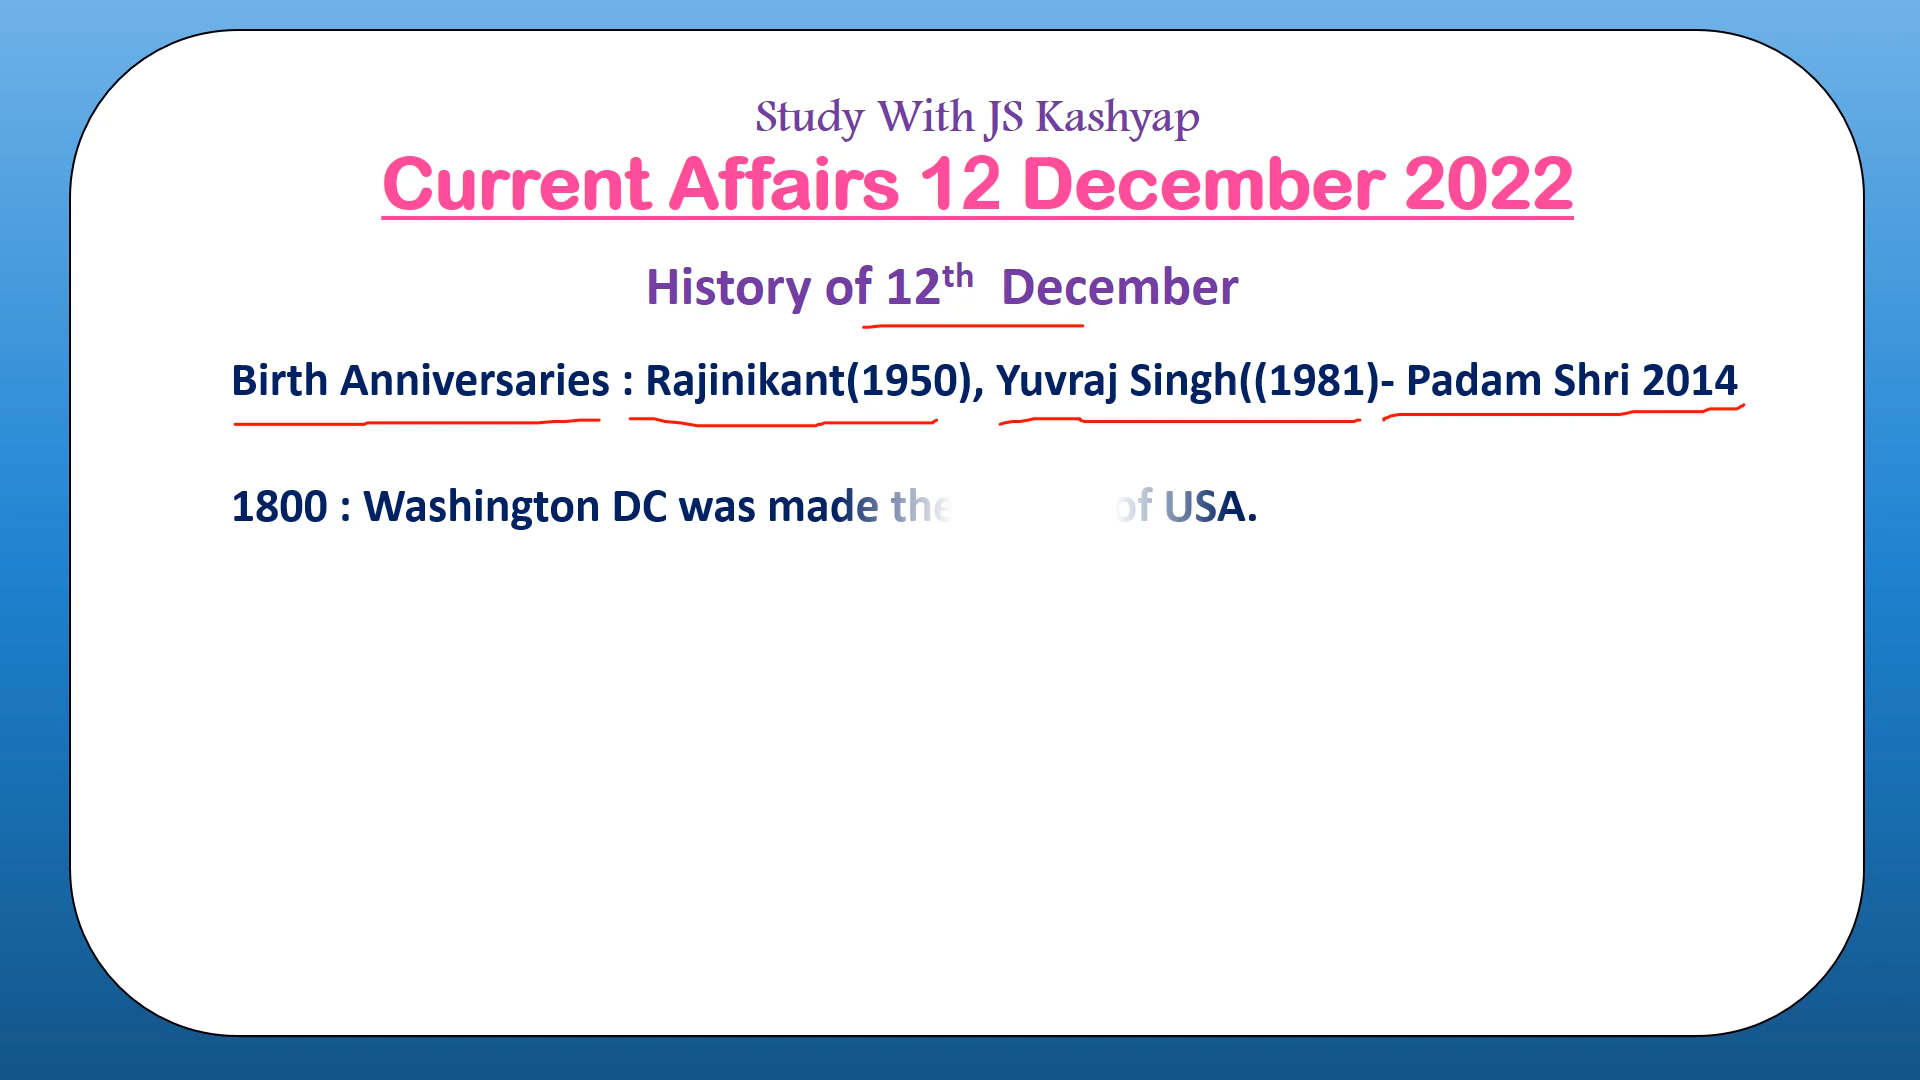 Study With JS Kashyap
Current Affairs 12 December 2022
History of 12th December
Birth Anniversaries : Rajinikant(1950), Yuvraj Singh((1981)- Padam Shri 2014
1800 : Washington DC was made the of USA.